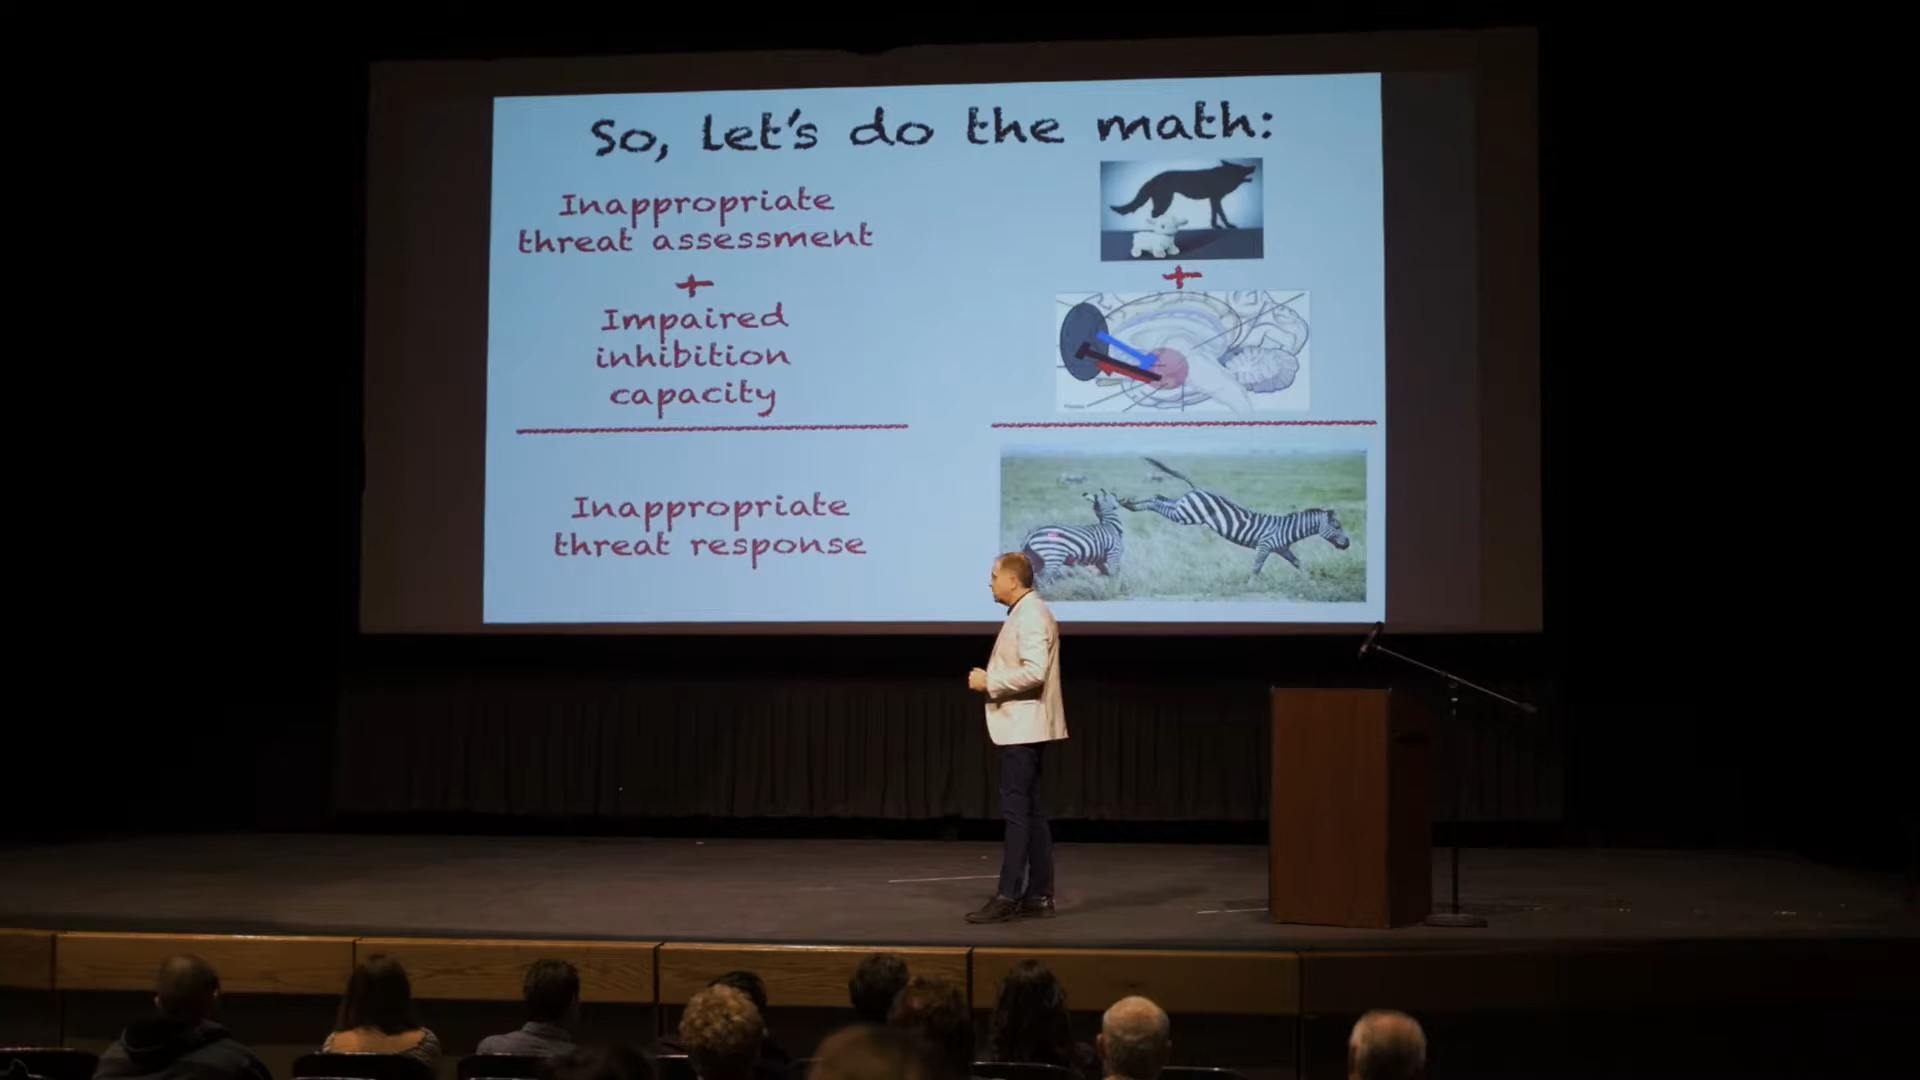 So, let's do the math:
Inappropriate
threat assessment
+
+
Impaired
inhibition
capacity
Inappropriate
threat response